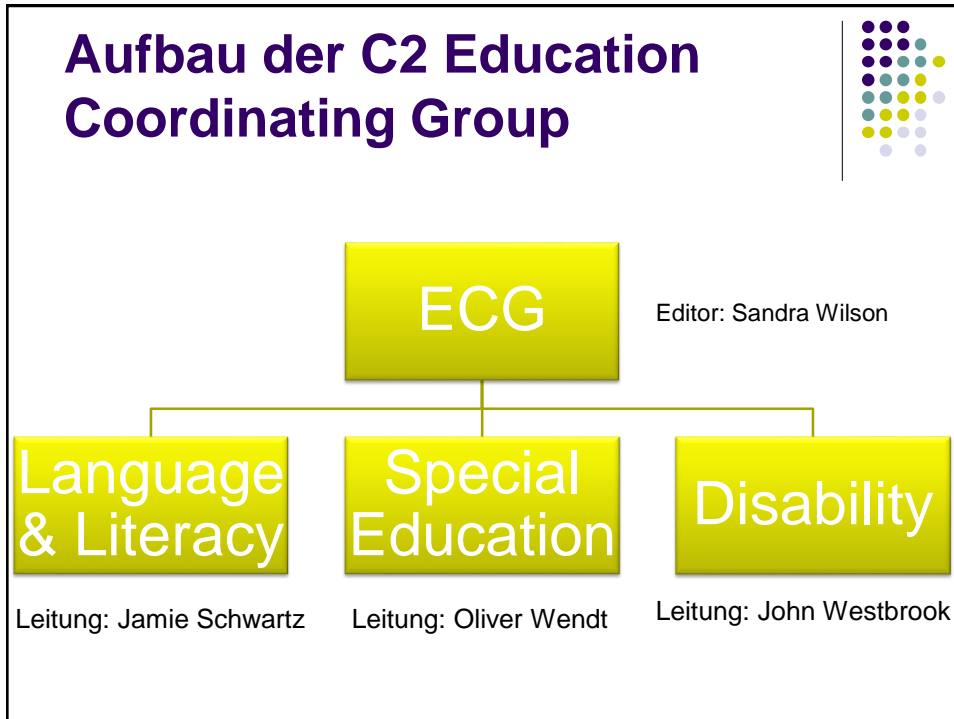 Aufbau der C2 Education
Coordinating Group
ECG
Editor: Sandra Wilson
Language
& Literacy
Special
Education
Disability
Leitung: Jamie Schwartz
Leitung: Oliver Wendt
Leitung: John Westbrook